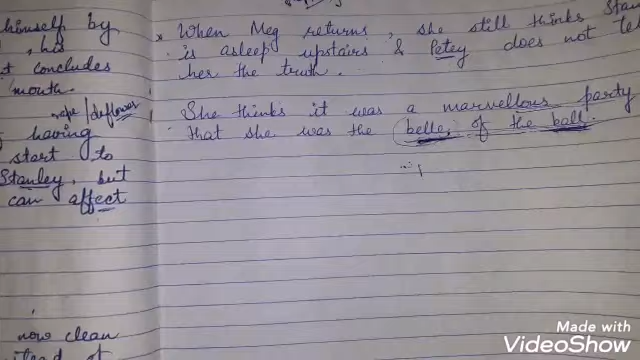 himself by
, his
t concludes
mouth
rape/deflower
having
start to
Stanley, but
can affect
now clean
instead of
x When Meg returns, she still thinks Stan
is asleep upstairs & Petey does not tel
her the truth.
She thinks it was a marvellous party
that she was the belle of the ball.
Made with
VideoShow